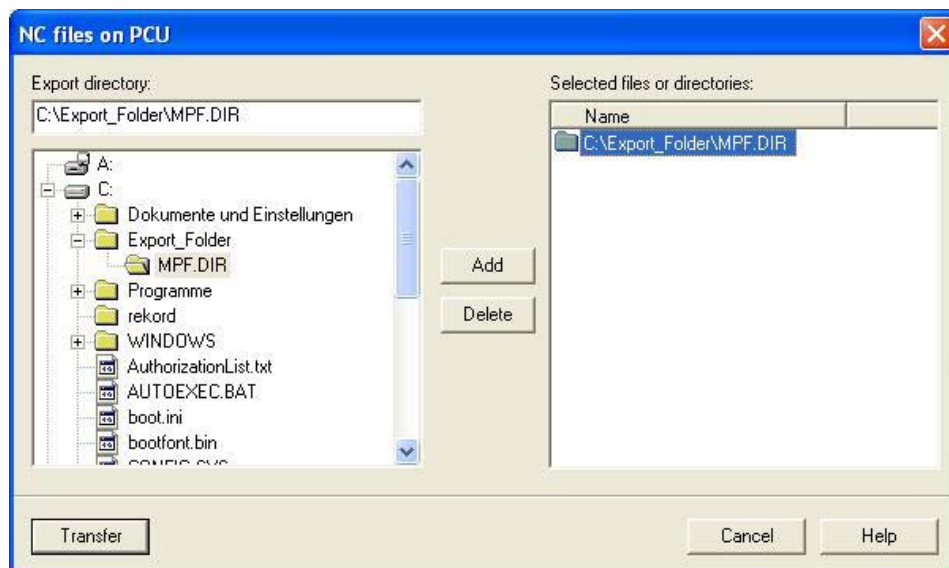 NC files on PCU
Export directory:
C:\Export_Folder\MPF.DIR
A:
C:
Dokumente und Einstellungen
Export_Folder
MPF.DIR
Programme
rekord
WINDOWS
AuthorizationList.txt
AUTOEXEC.BAT
boot.ini
bootfont.bin
CONFIG.SYS
Add
Delete
Selected files or directories:
Name
C:\Export_Folder\MPF.DIR
Transfer
Cancel
Help